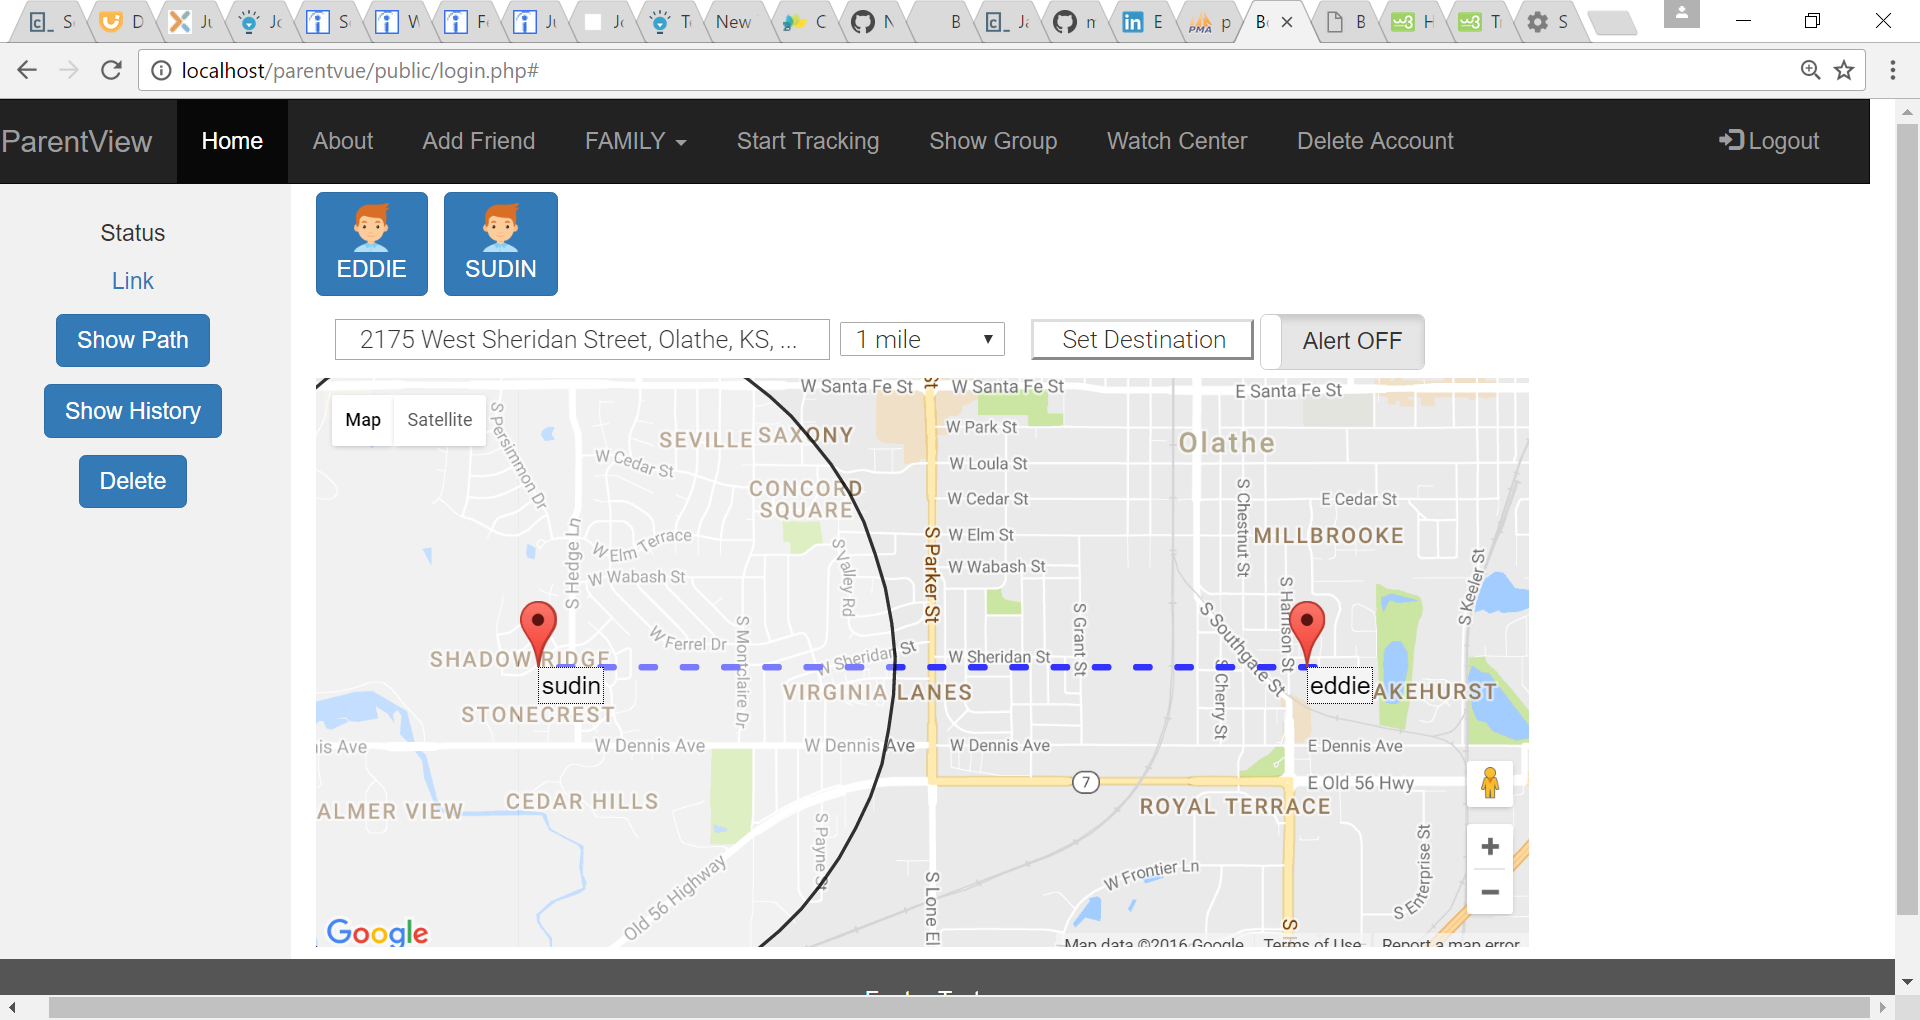 S
D
Ju
Jo
S
W
F
Ju
Jo
T
New
C
N
B
Ja
m
E
p
B
B
H
T
S
localhost/parentvue/public/login.php#
ParentView
Home
About
Add Friend
FAMILY
Start Tracking
Show Group
Watch Center
Delete Account
Logout
Status
Link
Show Path
Show History
Delete
EDDIE
SUDIN
2175 West Sheridan Street, Olathe, KS, ...
1 mile
Set Destination
Alert OFF
Map
Satellite
W Santa Fe St
St
W Santa Fe St
E Santa Fe St
S Persimmon Dr
SEVILLE
SAXONY
W Park St
Olathe
W Cedar St
W Loula St
CONCORD
SQUARE
W Cedar St
S Chestnut St
E Cedar St
S Hedge Ln
W Elm Terrace
S Valley Rd
S Parker St
W Elm St
MILLBROOKE
W Wabash St
W Wabash St
S Keeler St
W Ferrel Dr
S Montclaire Dr
S Grant St
S Southgate St
S Harrison St
SHADOW RIDGE
W Sheridan St
W Sheridan St
sudin
VIRGINIA LANES
S Cherry St
eddie
AKEHURST
STONECREST
is Ave
W Dennis Ave
W Dennis Ave
W Dennis Ave
E Dennis Ave
7
E Old 56 Hwy
ALMER VIEW
CEDAR HILLS
ROYAL TERRACE
S Payne St
Old 56 Highway
S Lone El
W Frontier Ln
S Enterprise St
S
Google
Map data ©2016 Google
Terms of Use
Report a map error